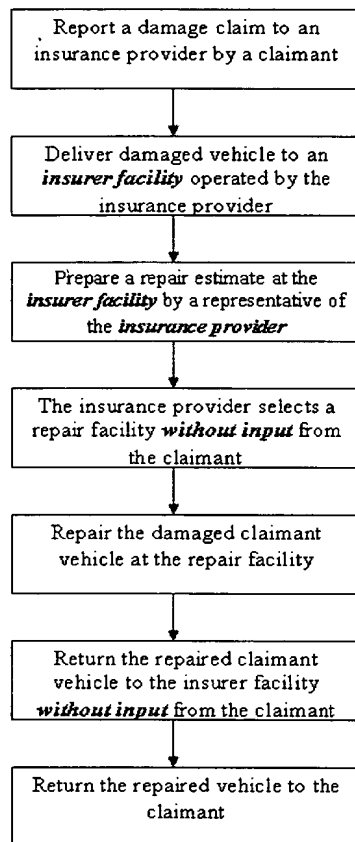 Report a damage claim to an
insurance provider by a claimant
Deliver damaged vehicle to an
insurer facility operated by the
insurance provider
Prepare a repair estimate at the
insurer facility by a representative of
the insurance provider
The insurance provider selects a
repair facility without input from
the claimant
Repair the damaged claimant
vehicle at the repair facility
Return the repaired claimant
vehicle to the insurer facility
without input from the claimant
Return the repaired vehicle to the
claimant